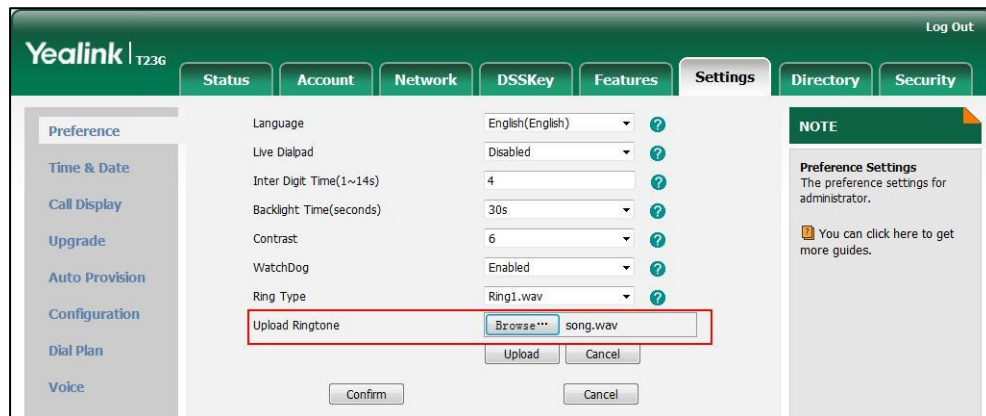 Log Out
Yealink | T23G
Status Account Network DSSKey Features Settings Directory Security
Preference
Time & Date
Call Display
Upgrade
Auto Provision
Configuration
Dial Plan
Voice
Language English(English)
Live Dialpad Disabled
Inter Digit Time(1~14s) 4
Backlight Time(seconds) 30s
Contrast 6
WatchDog Enabled
Ring Type Ring1.wav
Upload Ringtone Browse··· song.wav
Upload Cancel
Confirm Cancel
NOTE
Preference Settings
The preference settings for
administrator.
You can click here to get
more guides.